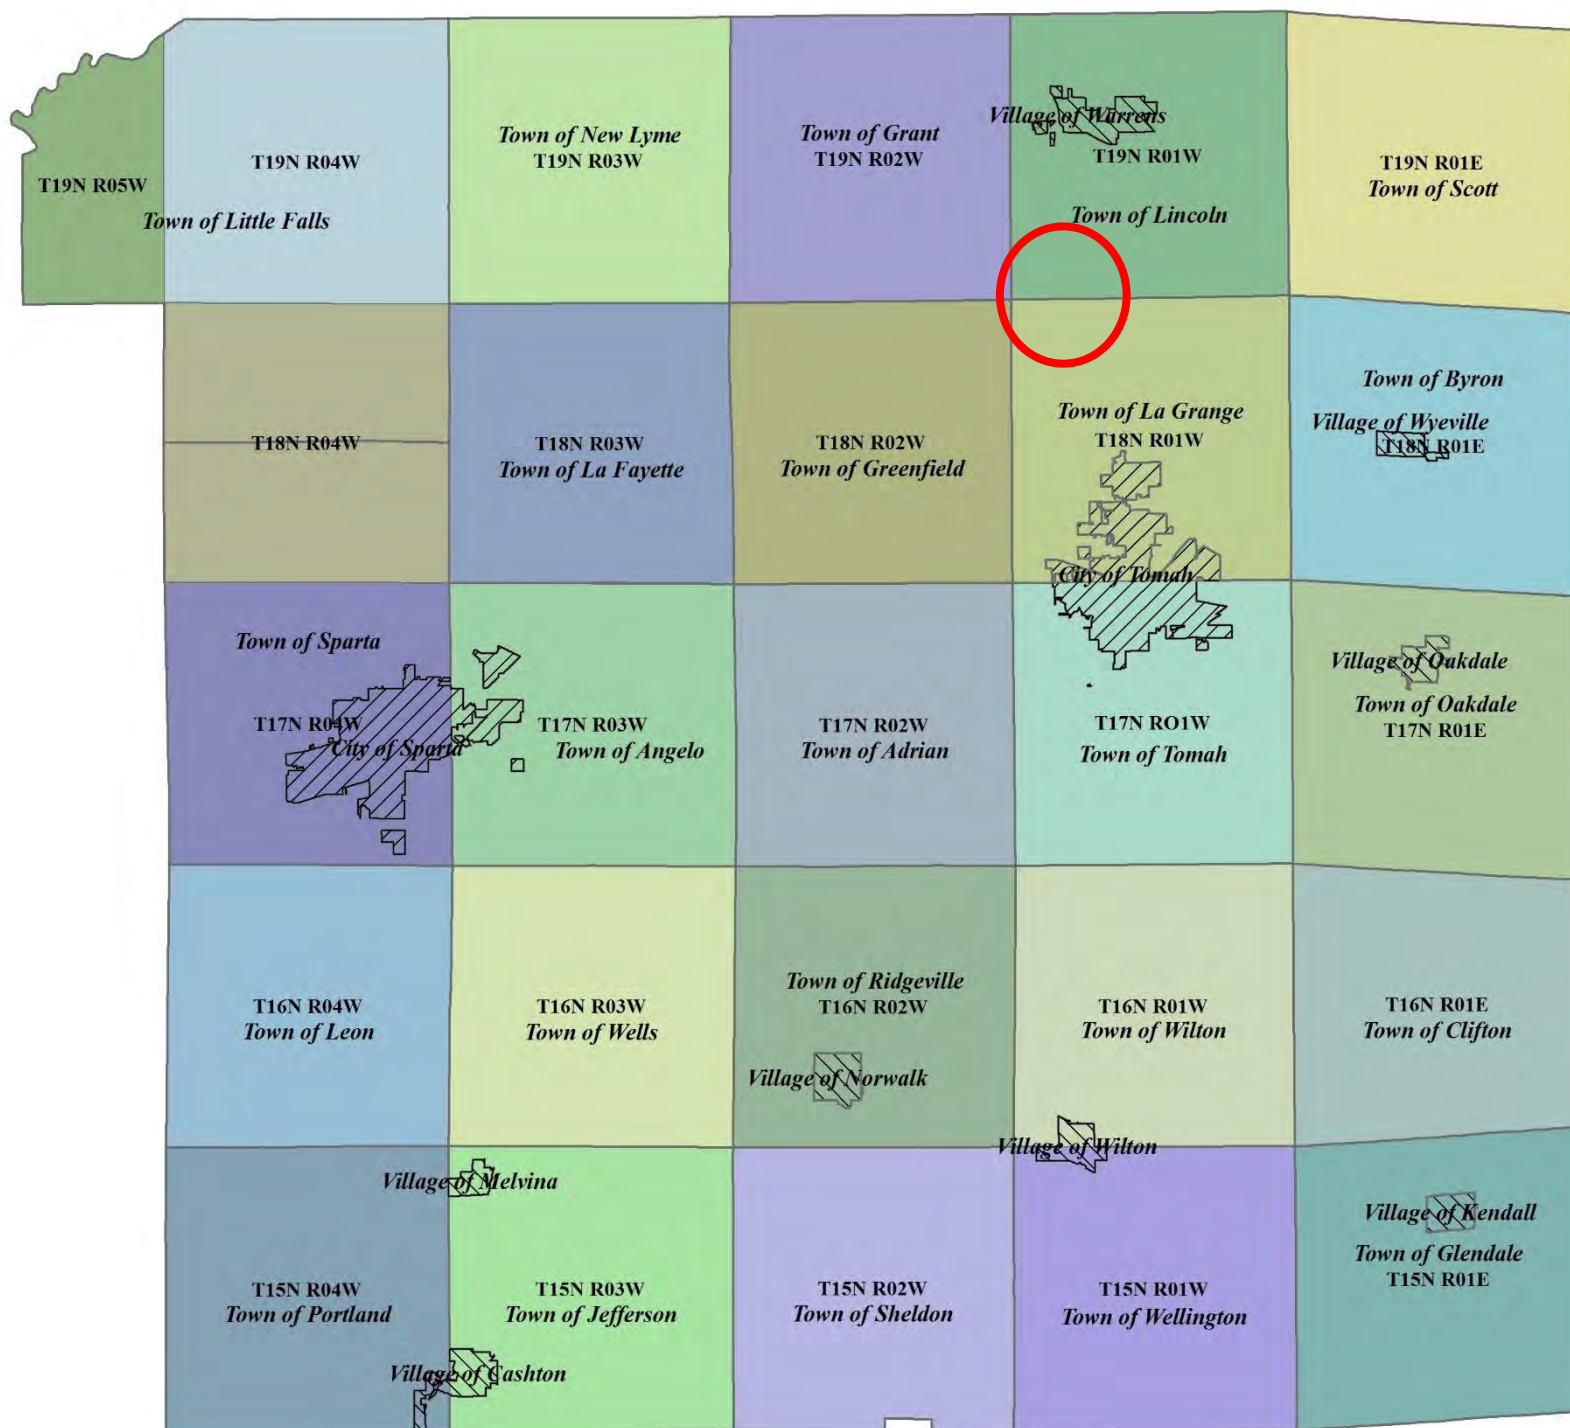 Town of New Lyme
T19N R03W
Town of Grant
T19N R02W
Village of Warrens
T19N R01W
Town of Lincoln
T19N R04W
T19N R05W
Town of Little Falls
T19N R01E
Town of Scott
T18N R04W
T18N R03W
Town of La Fayette
T18N R02W
Town of Greenfield
Town of La Grange
T18N R01W
Town of Byron
Village of Wyeville
T18N R01E
City of Tomah
Town of Sparta
T17N R04W
City of Sparta
T17N R03W
Town of Angelo
T17N R02W
Town of Adrian
T17N RO1W
Town of Tomah
Village of Oakdale
Town of Oakdale
T17N R01E
T16N R04W
Town of Leon
T16N R03W
Town of Wells
Town of Ridgeville
T16N R02W
Village of Norwalk
T16N R01W
Town of Wilton
T16N R01E
Town of Clifton
Village of Wilton
Village of Melvina
T15N R04W
Town of Portland
T15N R03W
Town of Jefferson
Village of Cashton
T15N R02W
Town of Sheldon
T15N R01W
Town of Wellington
Village of Kendall
Town of Glendale
T15N R01E